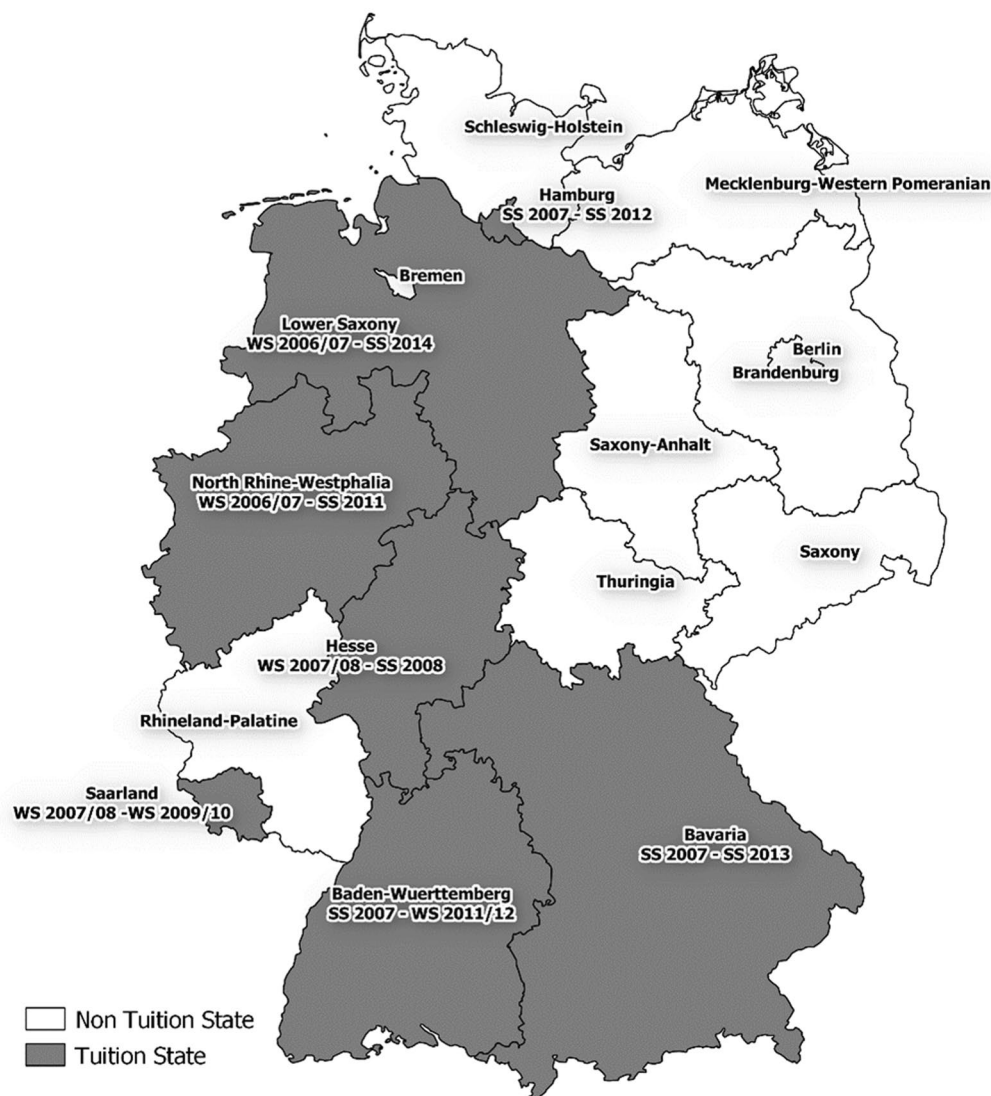 Schleswig-Holstein
Mecklenburg-Western Pomeranian
Hamburg
SS 2007 - SS 2012
Bremen
Lower Saxony
WS 2006/07 - SS 2014
Berlin
Brandenburg
Saxony-Anhalt
North Rhine-Westphalia
WS 2006/07 - SS 2011
Saxony
Thuringia
Hesse
WS 2007/08 - SS 2008
Rhineland-Palatine
Saarland
WS 2007/08 -WS 2009/10
Bavaria
SS 2007 - SS 2013
Baden-Wuerttemberg
SS 2007 - WS 2011/12
Non Tuition State
Tuition State